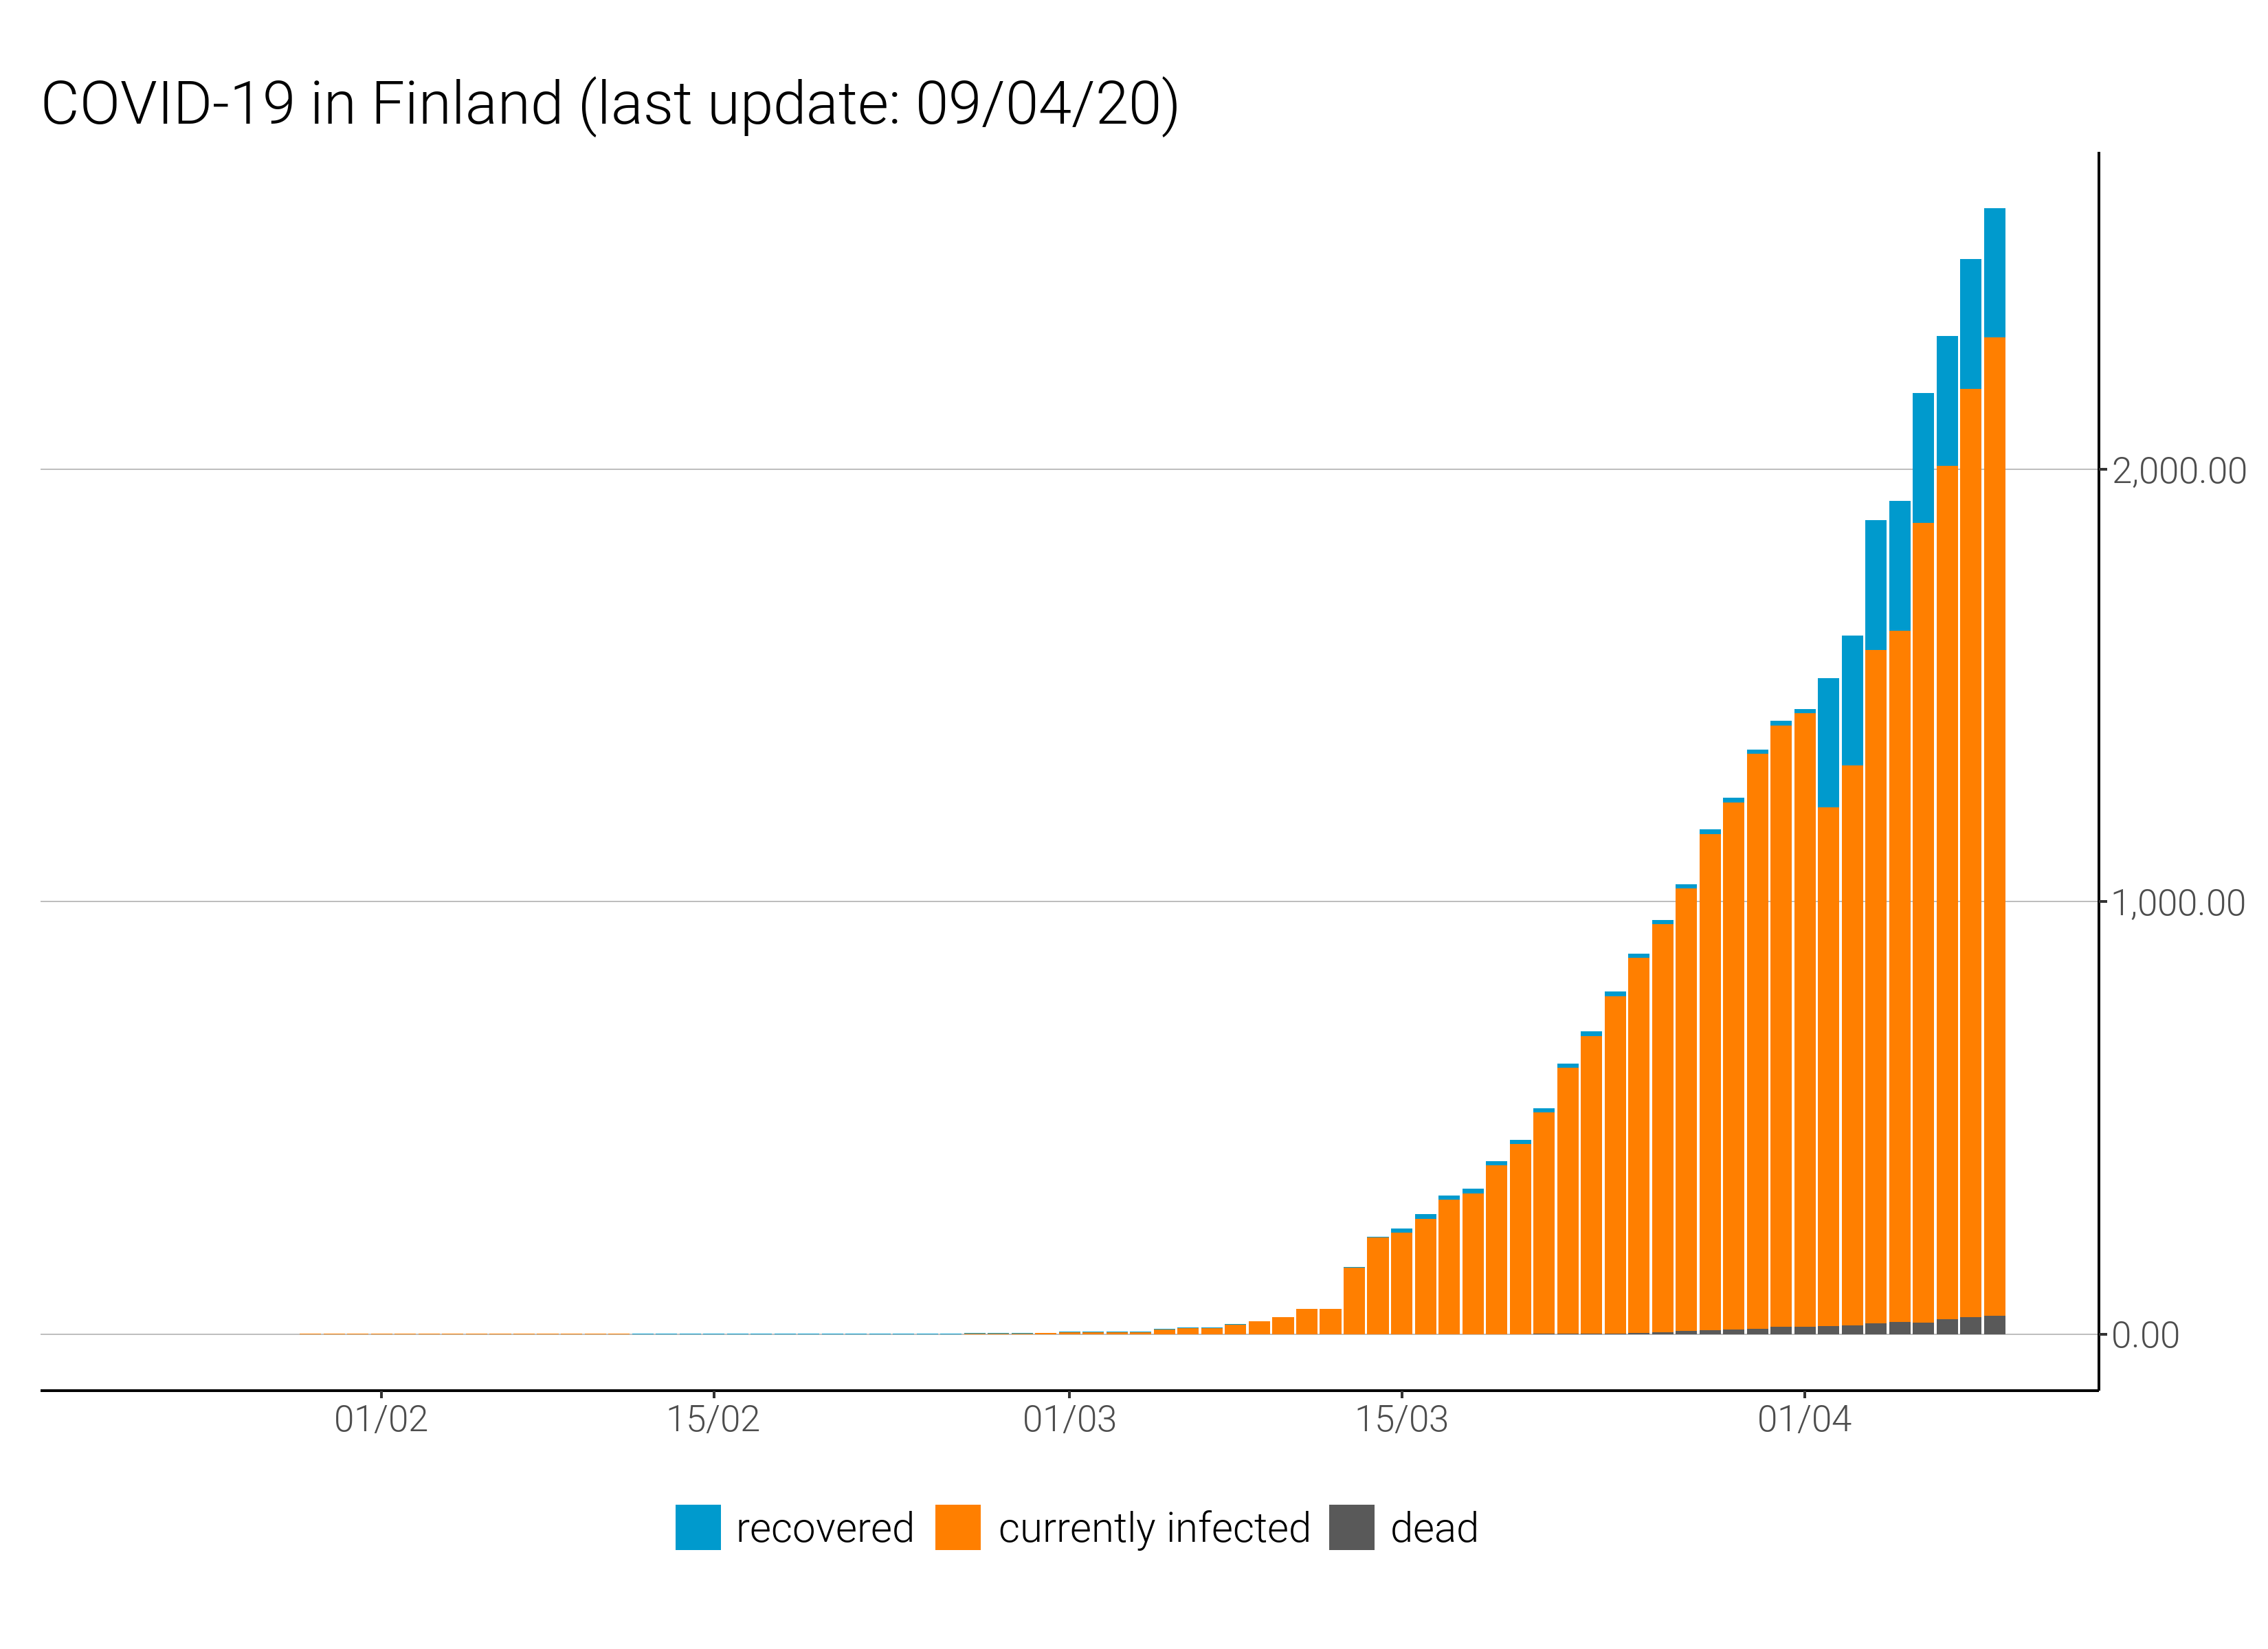 COVID-19 in Finland (last update: 09/04/20)
2,000.00
1,000.00
0.00
01/02 15/02 01/03 15/03 01/04
recovered currently infected dead